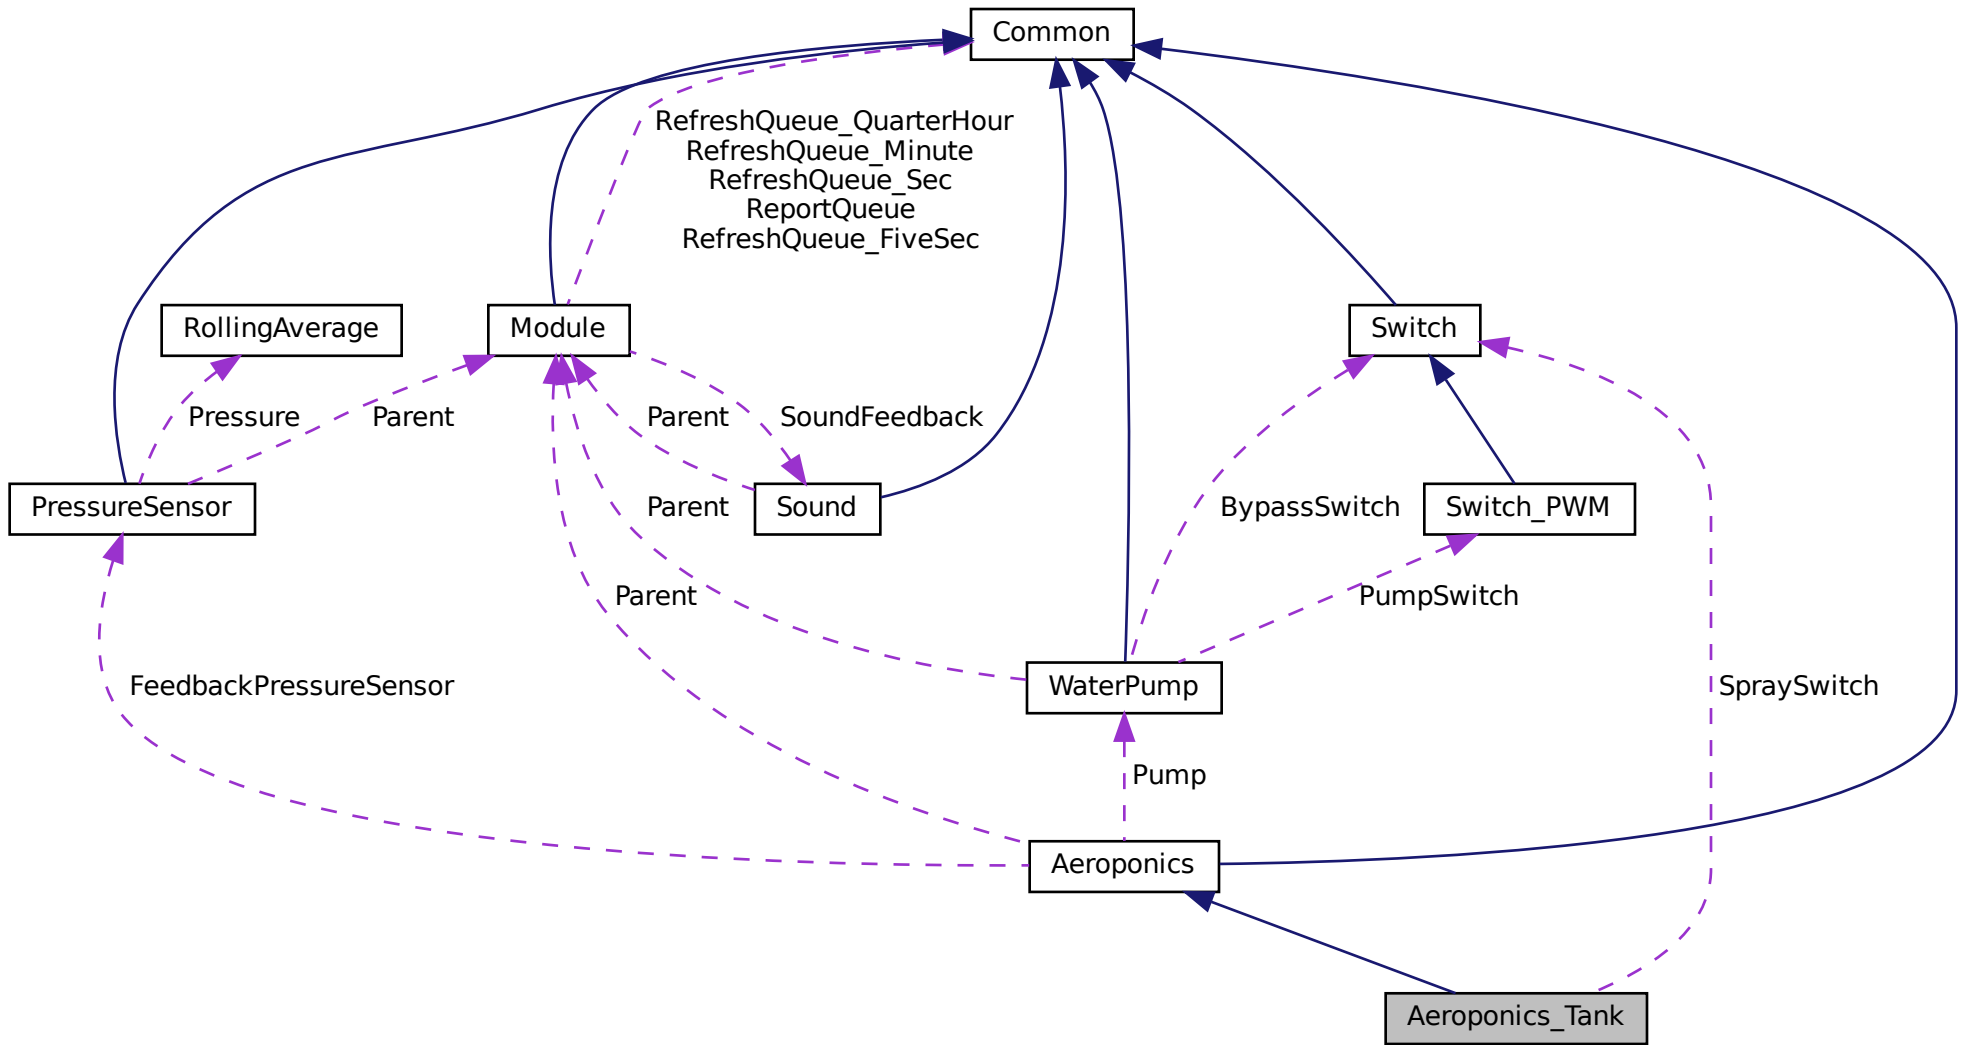 Common
RefreshQueue_QuarterHour
RefreshQueue_Minute
RefreshQueue_Sec
ReportQueue
RefreshQueue_FiveSec
RollingAverage
Module
Switch
Pressure
Parent
Parent
SoundFeedback
PressureSensor
Parent
Sound
BypassSwitch
Switch_PWM
Parent
PumpSwitch
FeedbackPressureSensor
WaterPump
SpraySwitch
Pump
Aeroponics
Aeroponics_Tank